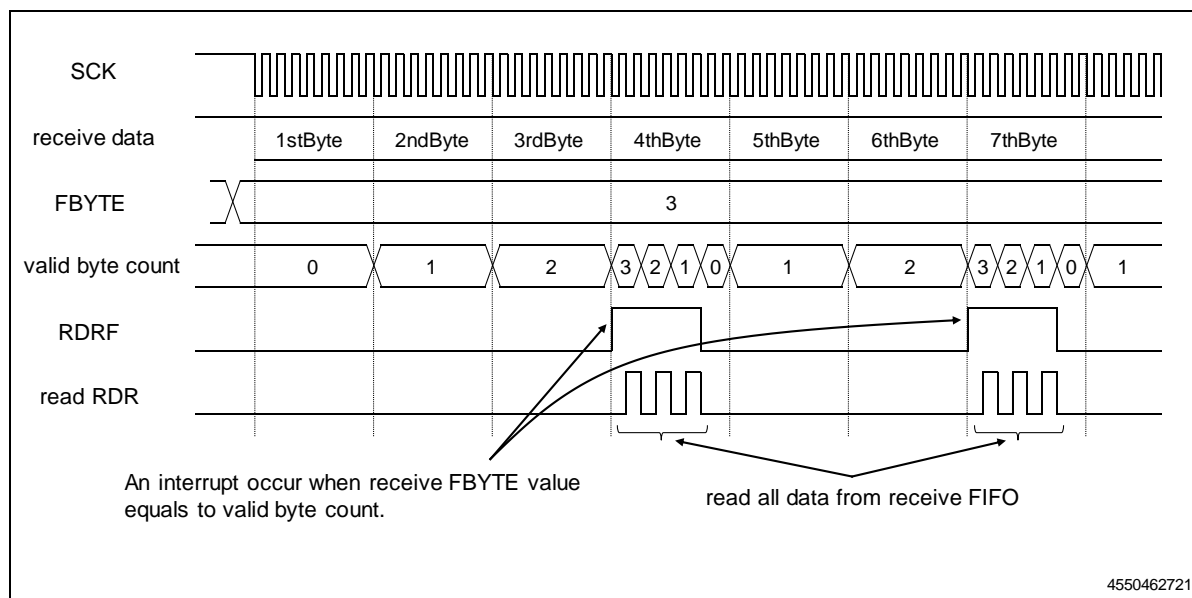 SCK
receive data 1stByte 2ndByte 3rdByte 4thByte 5thByte 6thByte 7thByte
FBYTE 3
valid byte count 0 1 2 3 2 1 0 1 2 3 2 1 0 1
RDRF
read RDR
An interrupt occur when receive FBYTE value
equals to valid byte count.
read all data from receive FIFO
4550462721